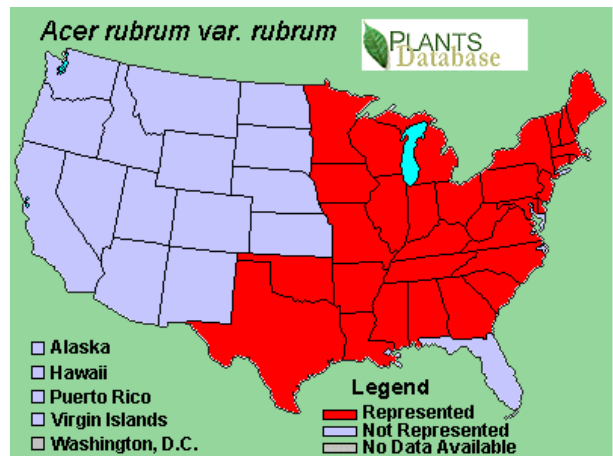 Acer rubrum var. rubrum
PLANTS
Database
Alaska
Hawaii
Puerto Rico
Virgin Islands
Washington, D.C.
Legend
Represented
Not Represented
No Data Available